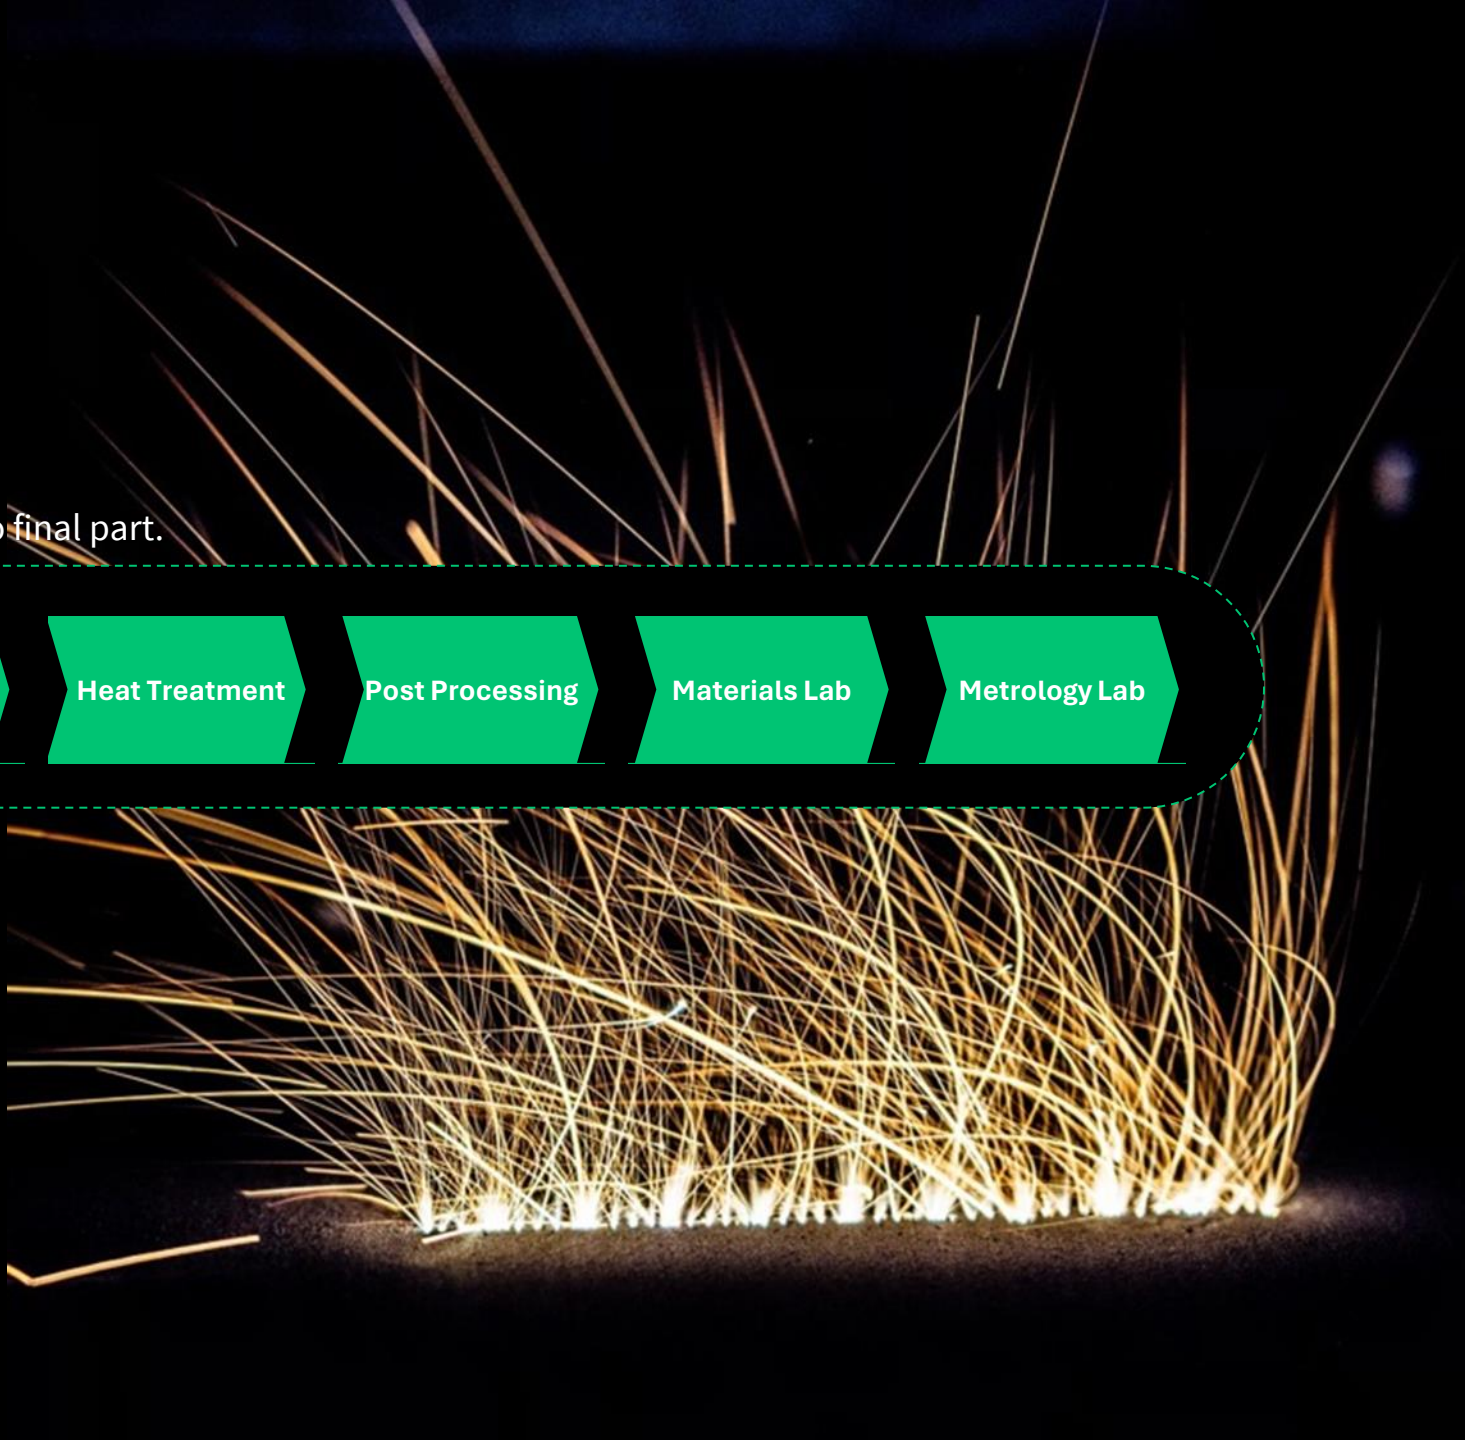 final part.
Heat Treatment
Post Processing
Materials Lab
Metrology Lab